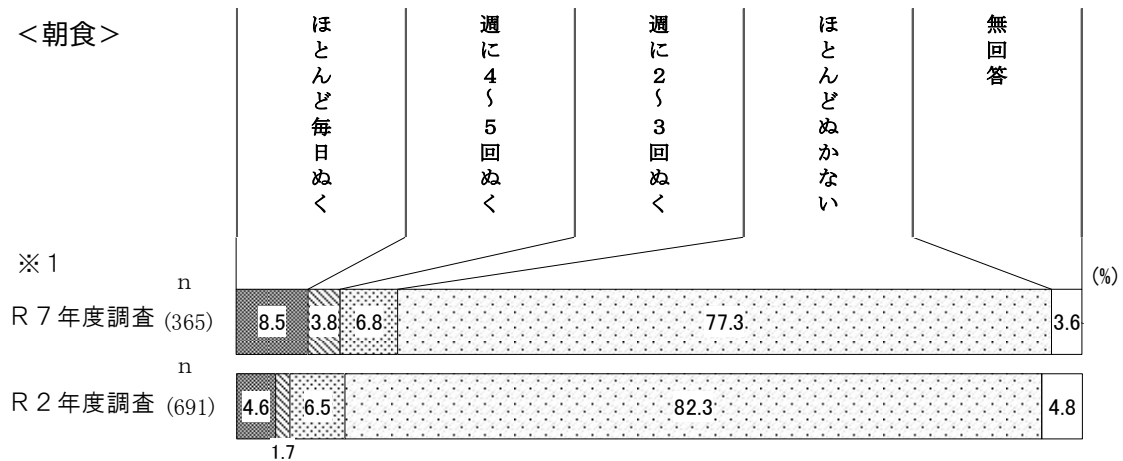 ＜朝食＞
ほとんど毎日ぬく
週に４～５回ぬく
週に２～３回ぬく
ほとんどぬかない
無回答
※１
(%)
n
Ｒ７年度調査 (365)
8.5 3.8 6.8 77.3 3.6
n
Ｒ２年度調査 (691)
4.6 6.5 82.3 4.8
1.7